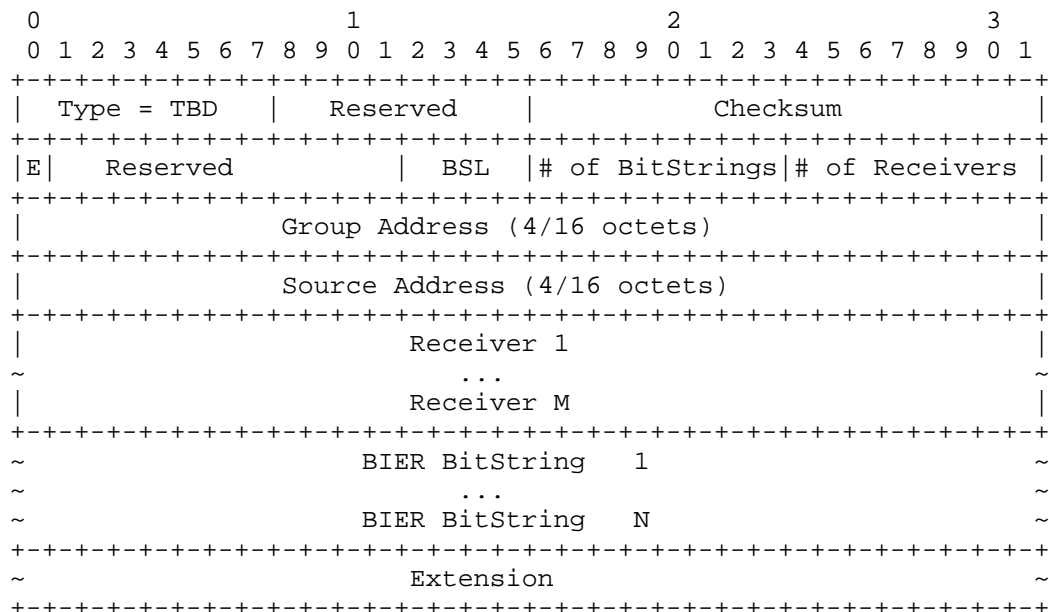 0                   1                   2                   3
 0 1 2 3 4 5 6 7 8 9 0 1 2 3 4 5 6 7 8 9 0 1 2 3 4 5 6 7 8 9 0 1
+-+-+-+-+-+-+-+-+-+-+-+-+-+-+-+-+-+-+-+-+-+-+-+-+-+-+-+-+-+-+-+-+
|  Type = TBD   |   Reserved    |           Checksum            |
+-+-+-+-+-+-+-+-+-+-+-+-+-+-+-+-+-+-+-+-+-+-+-+-+-+-+-+-+-+-+-+-+
|E|    Reserved         |  BSL  |# of BitStrings|# of Receivers |
+-+-+-+-+-+-+-+-+-+-+-+-+-+-+-+-+-+-+-+-+-+-+-+-+-+-+-+-+-+-+-+-+
|                Group Address (4/16 octets)                    |
+-+-+-+-+-+-+-+-+-+-+-+-+-+-+-+-+-+-+-+-+-+-+-+-+-+-+-+-+-+-+-+-+
|                Source Address (4/16 octets)                   |
+-+-+-+-+-+-+-+-+-+-+-+-+-+-+-+-+-+-+-+-+-+-+-+-+-+-+-+-+-+-+-+-+
|                        Receiver 1                             |
~                           ...                                 ~
|                        Receiver M                             |
+-+-+-+-+-+-+-+-+-+-+-+-+-+-+-+-+-+-+-+-+-+-+-+-+-+-+-+-+-+-+-+-+
~                     BIER BitString   1                        ~
~                           ...                                 ~
~                     BIER BitString   N                        ~
+-+-+-+-+-+-+-+-+-+-+-+-+-+-+-+-+-+-+-+-+-+-+-+-+-+-+-+-+-+-+-+-+
~                        Extension                              ~
+-+-+-+-+-+-+-+-+-+-+-+-+-+-+-+-+-+-+-+-+-+-+-+-+-+-+-+-+-+-+-+-+